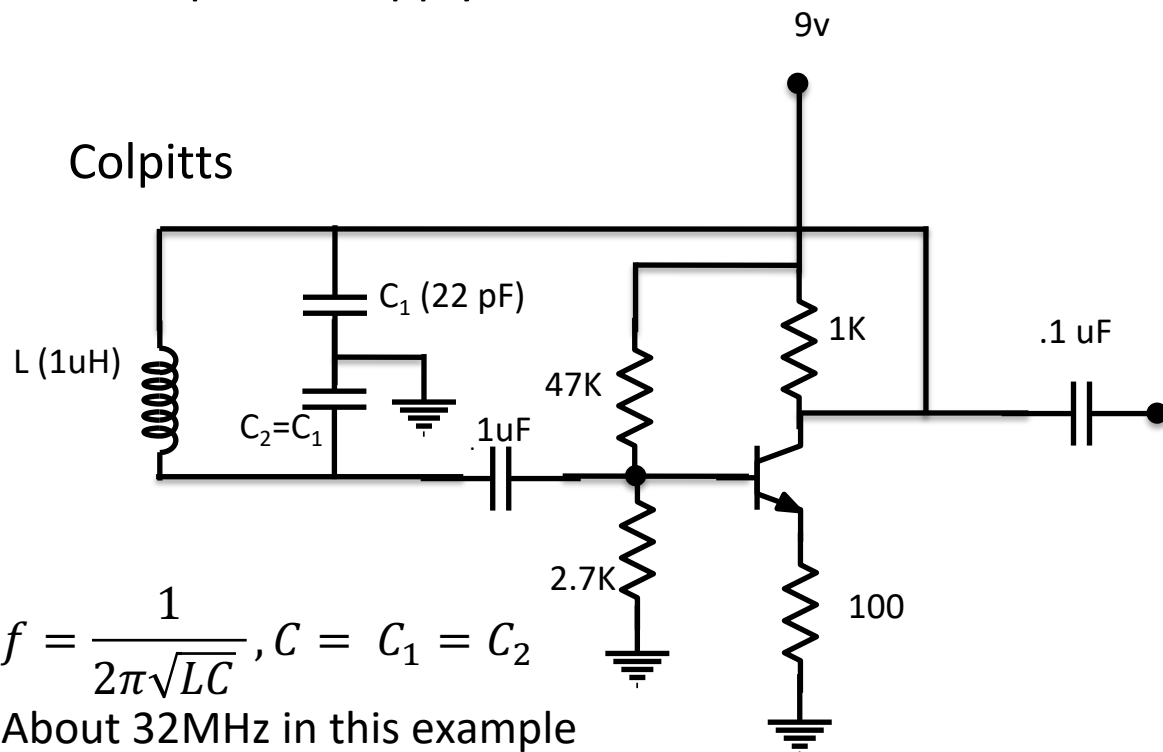 9v
Colpitts
C₁ (22 pF)
L (1uH)
1K
.1 uF
47K
C₂=C₁
.1uF
2.7K
100
f = 1 / 2π√LC , C = C₁ = C₂
About 32MHz in this example